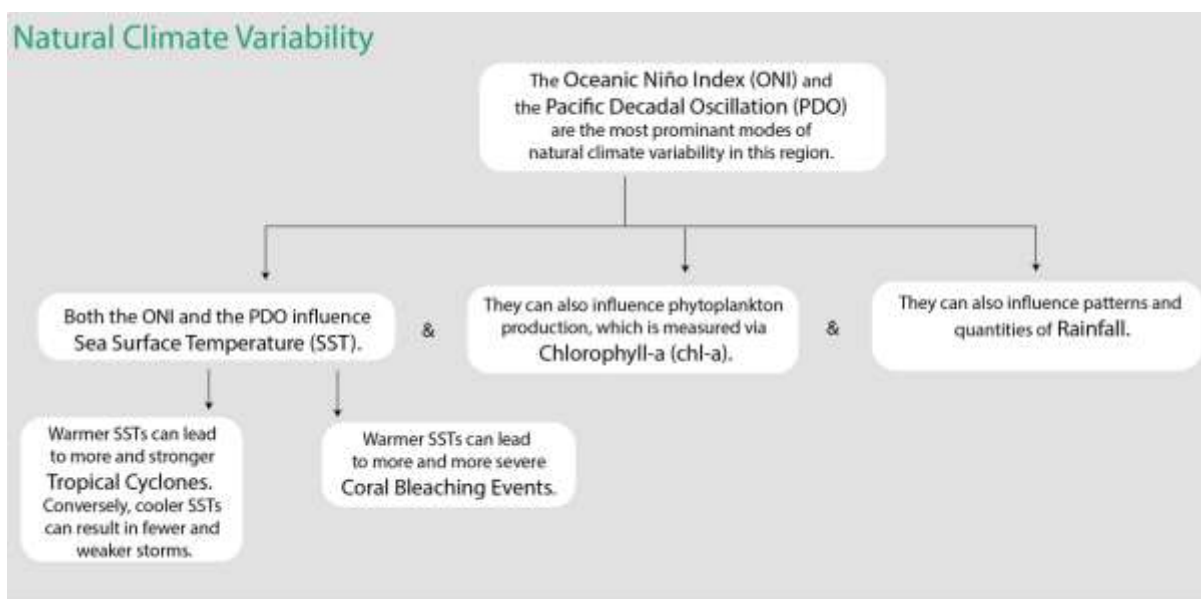 Natural Climate Variability
The Oceanic Niño Index (ONI) and
the Pacific Decadal Oscillation (PDO)
are the most prominant modes of
natural climate variability in this region.
Both the ONI and the PDO influence
Sea Surface Temperature (SST).
&
They can also influence phytoplankton
production, which is measured via
Chlorophyll-a (chl-a).
&
They can also influence patterns and
quantities of Rainfall.
Warmer SSTs can lead
to more and stronger
Tropical Cyclones.
Conversely, cooler SSTs
can result in fewer and
weaker storms.
Warmer SSTs can lead
to more and more severe
Coral Bleaching Events.